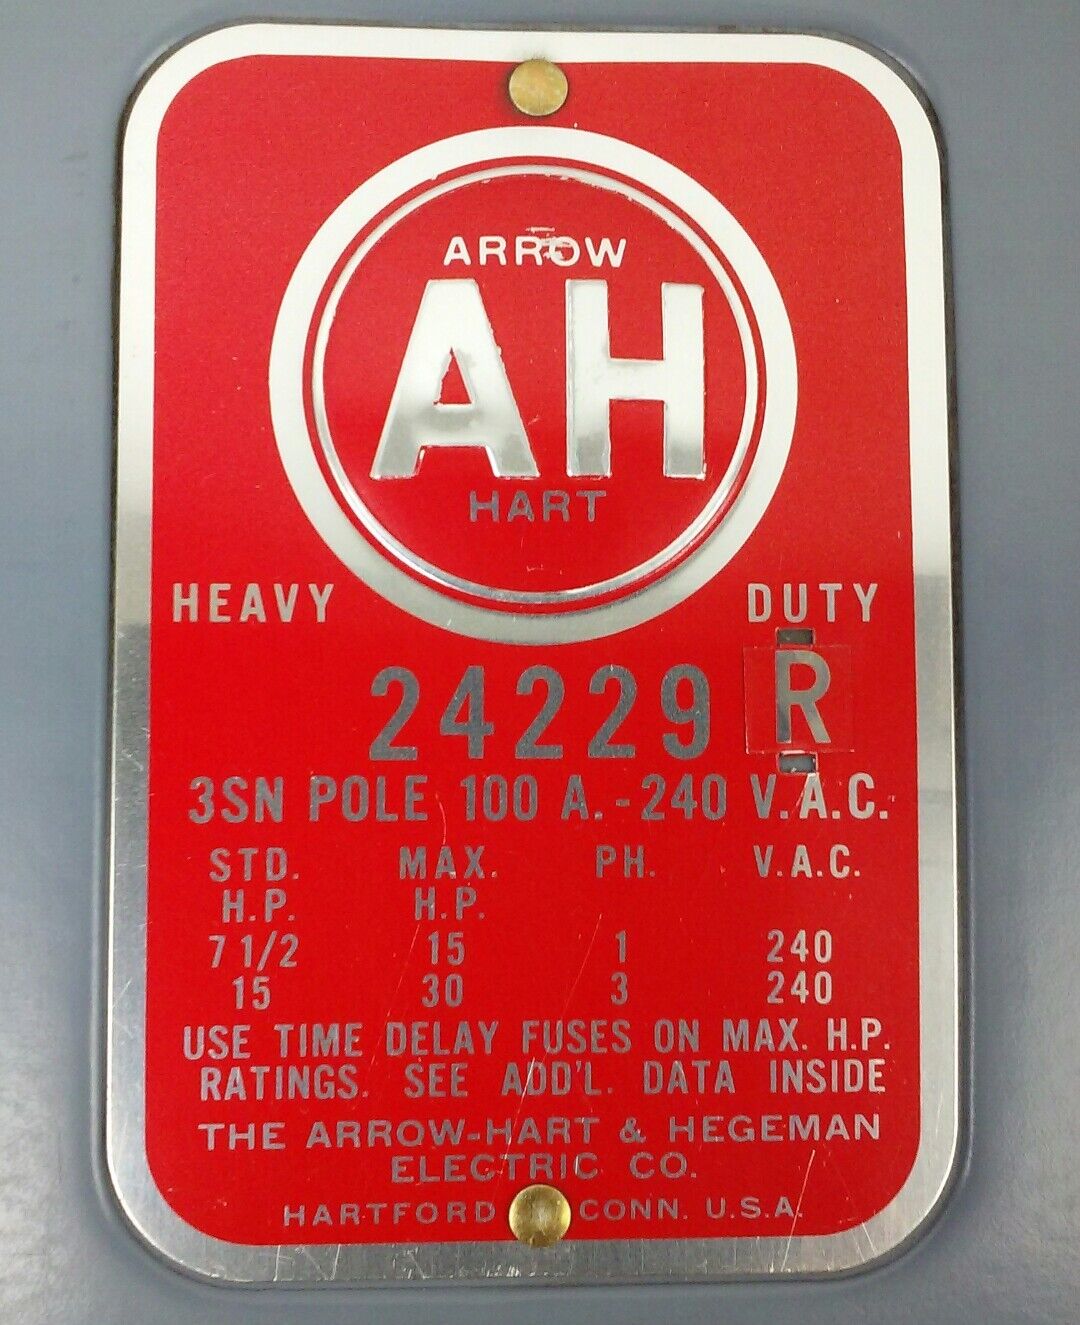 ARROW
AH
HART
HEAVY DUTY
24229 R
3SN POLE 100 A. - 240 V.A.C.
STD. MAX. PH. V.A.C.
H.P. H.P.
7 1/2 15 1 240
15 30 3 240
USE TIME DELAY FUSES ON MAX. H.P.
RATINGS. SEE ADD'L. DATA INSIDE
THE ARROW-HART & HEGEMAN
ELECTRIC CO.
HARTFORD CONN. U.S.A.